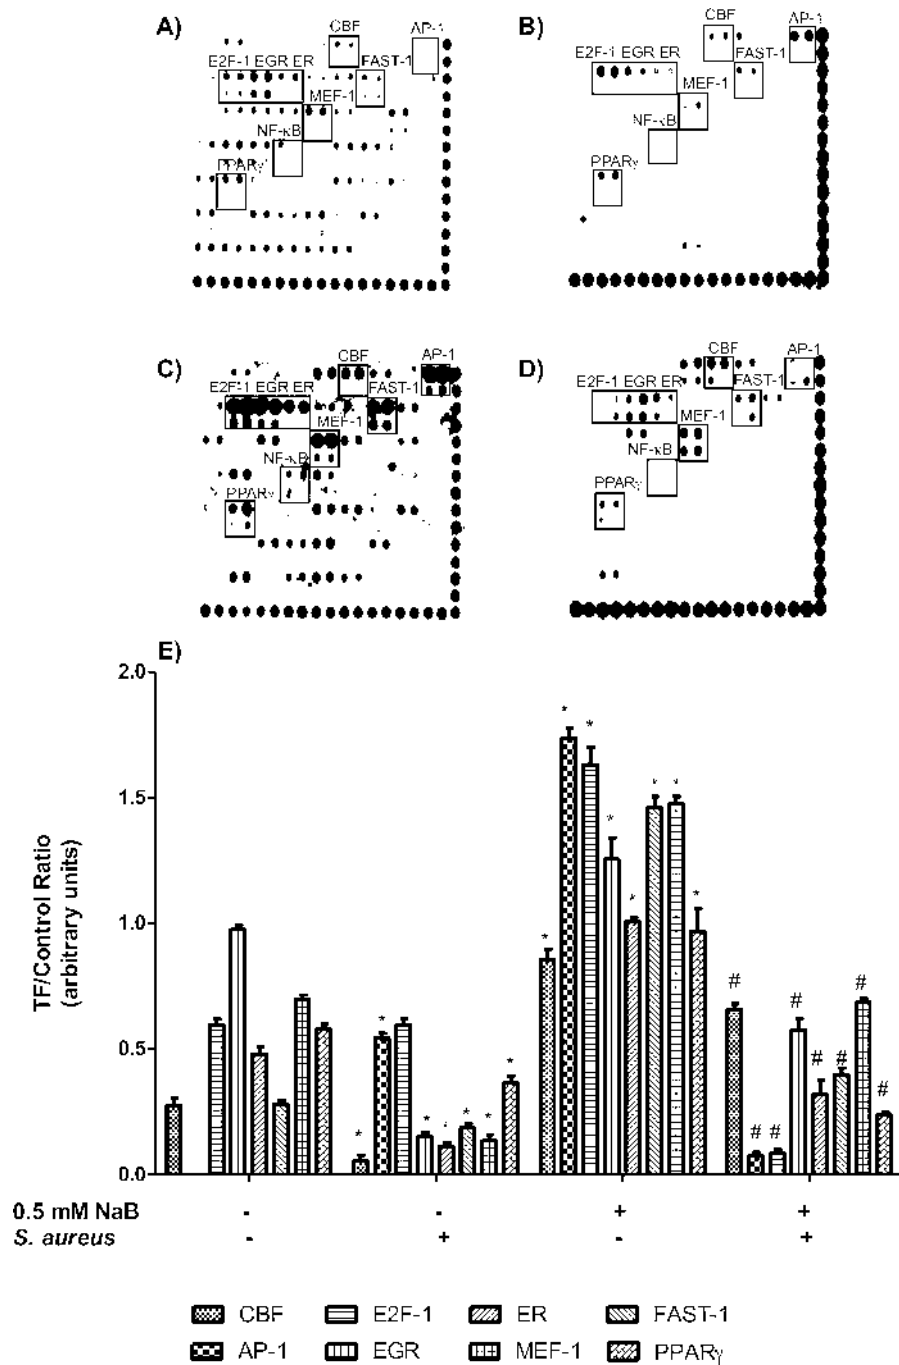 A)
CBF
AP-1
E2F-1 EGR ER
FAST-1
MEF-1
NF-κB
PPARγ
B)
CBF
AP-1
E2F-1 EGR ER
FAST-1
MEF-1
NF-κB
PPARγ
C)
CBF
AP-1
E2F-1 EGR ER
FAST-1
MEF-1
NF-κB
PPARγ
D)
CBF
AP-1
E2F-1 EGR ER
FAST-1
MEF-1
NF-κB
PPARγ
E)
TF/Control Ratio
(arbitrary units)
2.0
1.5
1.0
0.5
0.0
* * * * * * *
* * * * * * * *
# # # # # # # #
0.5 mM NaB - - + +
S. aureus - + - +
CBF E2F-1 ER FAST-1
AP-1 EGR MEF-1 PPARγ